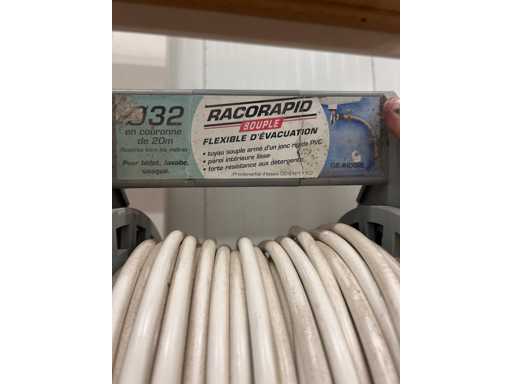 Ø32
en couronne
de 20m
Pour bidet, lavabo,
vasque.
RACORAPID
SOUPLE
FLEXIBLE D'ÉVACUATION
• tuyau souple armé d'un jonc rigide PVC
• paroi intérieure lisse
• forte résistance aux détergents